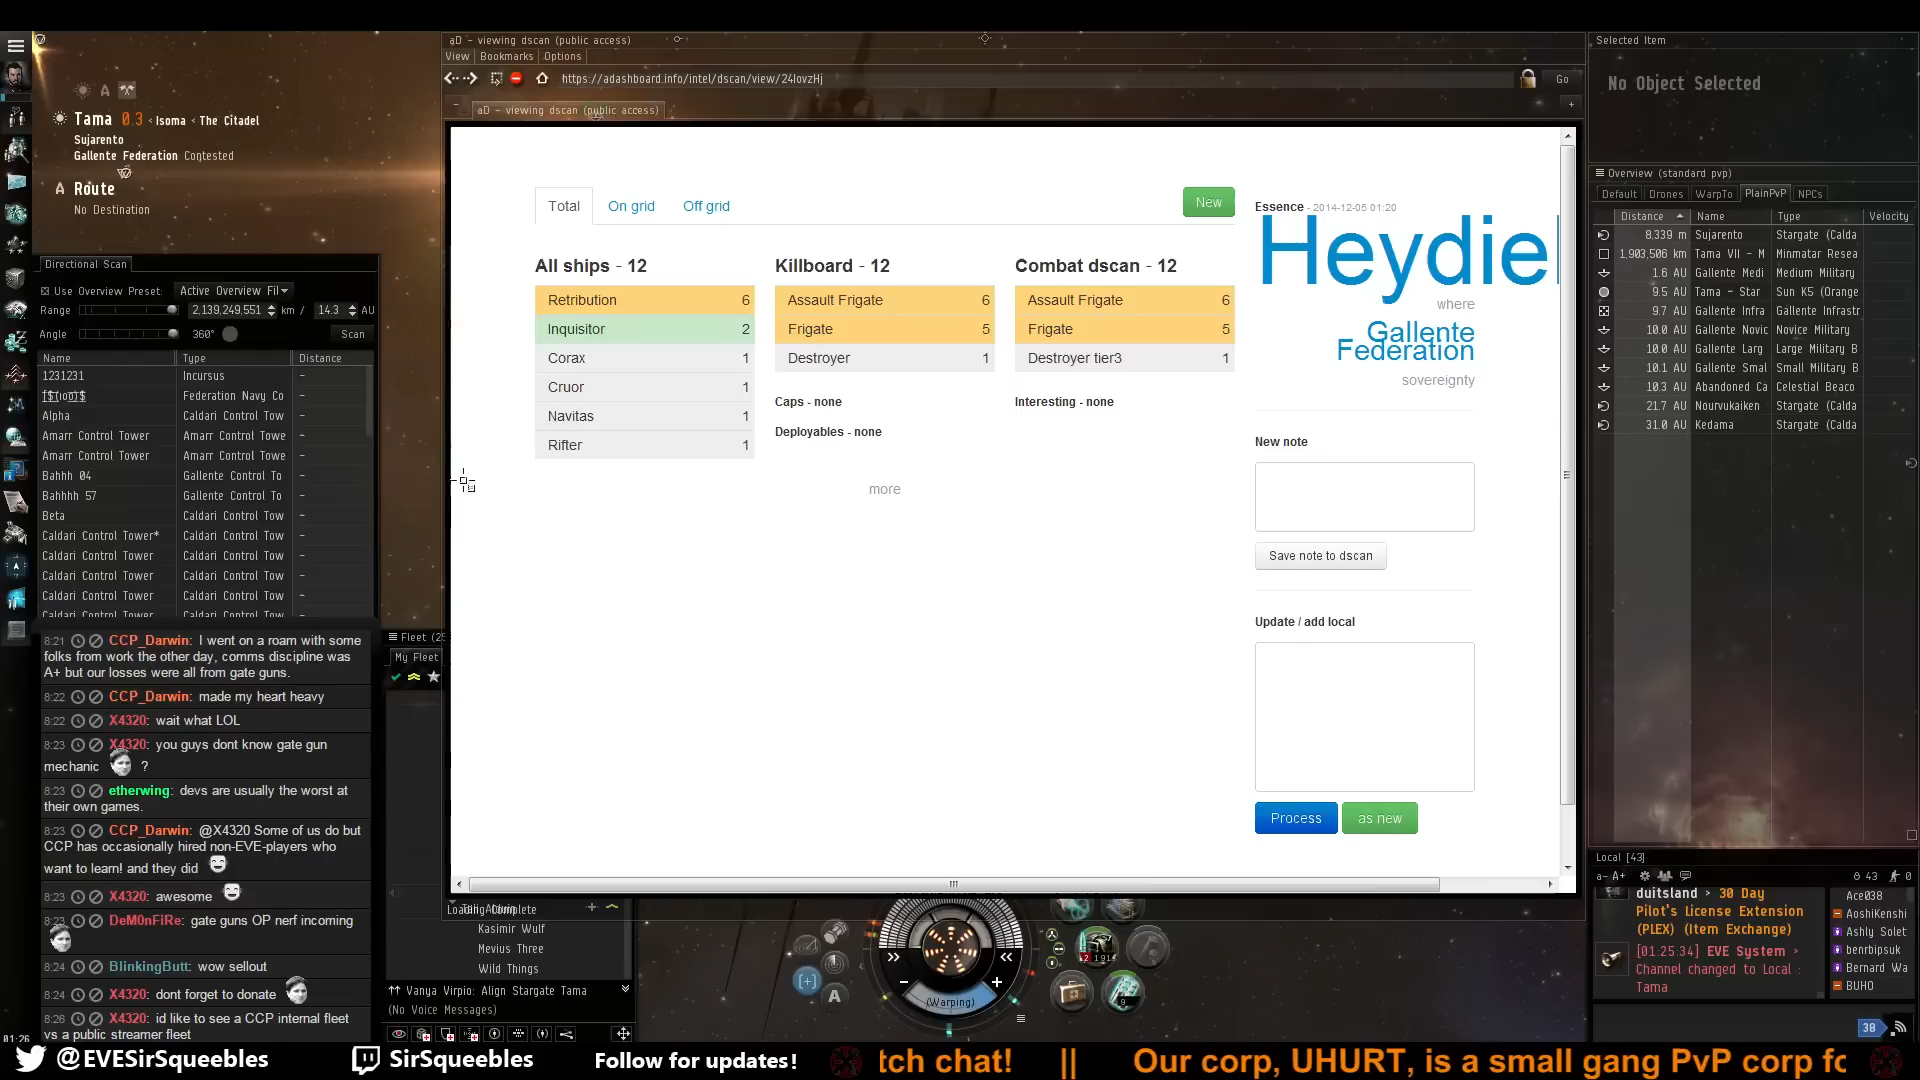 Tama 0.3 < Isoma < The Citadel
Sujarento
Gallente Federation Contested
Route
No Destination
Directional Scan
Use Overview Preset: Active Overview Fil
Range 2,139,249,551 km / 14.3 AU
Angle 360° Scan
Name Type Distance
1231231 Incursus -
Federation Navy Co -
Alpha Caldari Control Tow -
Amarr Control Tower Amarr Control Towe -
Amarr Control Tower Amarr Control Towe -
Bahhh 04 Gallente Control To -
Bahhhh 57 Gallente Control To -
Beta Caldari Control Tow -
Caldari Control Tower* Caldari Control Tow -
Caldari Control Tower Caldari Control Tow -
Caldari Control Tower Caldari Control Tow -
Caldari Control Tower Caldari Control Tow -
Caldari Control Tower Caldari Control Tow -
8:21 CCP_Darwin: I went on a roam with some
folks from work the other day, comms discipline was
A+ but our losses were all from gate guns.
8:22 CCP_Darwin: made my heart heavy
8:22 X4320: wait what LOL
8:23 X4320: you guys dont know gate gun
mechanic ?
8:23 etherwing: devs are usually the worst at
their own games.
8:23 CCP_Darwin: @X4320 Some of us do but
CCP has occasionally hired non-EVE-players who
want to learn! and they did
8:23 X4320: awesome
8:23 DeM0nFiRe: gate guns OP nerf incoming
8:24 BlinkingButt: wow sellout
8:24 X4320: dont forget to donate
8:26 X4320: id like to see a CCP internal fleet
vs a public streamer fleet
01:26
Fleet (25
My Fleet
aD - viewing dscan (public access)
View Bookmarks Options
https://adashboard.info/intel/dscan/view/24IovzHj
Go
aD - viewing dscan (public access)
Total On grid Off grid
New
All ships - 12
Retribution 6
Inquisitor 2
Corax 1
Cruor 1
Navitas 1
Rifter 1
Killboard - 12
Assault Frigate 6
Frigate 5
Destroyer 1
Caps - none
Deployables - none
more
Combat dscan - 12
Assault Frigate 6
Frigate 5
Destroyer tier3 1
Interesting - none
Essence - 2014-12-05 01:20
Heydiel
where
Gallente
Federation
sovereignty
New note
Save note to dscan
Update / add local
Process as new
Loading Complete
Kasimir Wulf
Mevius Three
Wild Things
Vanya Virpio: Align Stargate Tama
(No Voice Messages)
(Warping)
2 191
9
Selected Item
No Object Selected
Overview (standard pvp)
Default Drones WarpTo PlainPvP NPCs
Distance Name Type Velocity
8,339 m Sujarento Stargate (Calda
1,903,506 km Tama VII - M Minmatar Resea
1.6 AU Gallente Medi Medium Military
9.5 AU Tama - Star Sun K5 (Orange
9.7 AU Gallente Infra Gallente Infrastr
10.0 AU Gallente Novic Novice Military
10.0 AU Gallente Larg Large Military B
10.1 AU Gallente Smal Small Military B
10.3 AU Abandoned Ca Celestial Beaco
21.7 AU Nourvukaiken Stargate (Calda
31.0 AU Kedama Stargate (Calda
Local [43]
a- A+ 43 0
duitsland > 30 Day
Pilot's License Extension
(PLEX) (Item Exchange)
[01:25:34] EVE System >
Channel changed to Local :
Tama
Ace038
AoshiKenshi
Ashly Solet
benrbipsuk
Bernard Wa
BUHO
38
@EVESirSqueebles SirSqueebles Follow for updates! tch chat! || Our corp, UHURT, is a small gang PvP corp fo